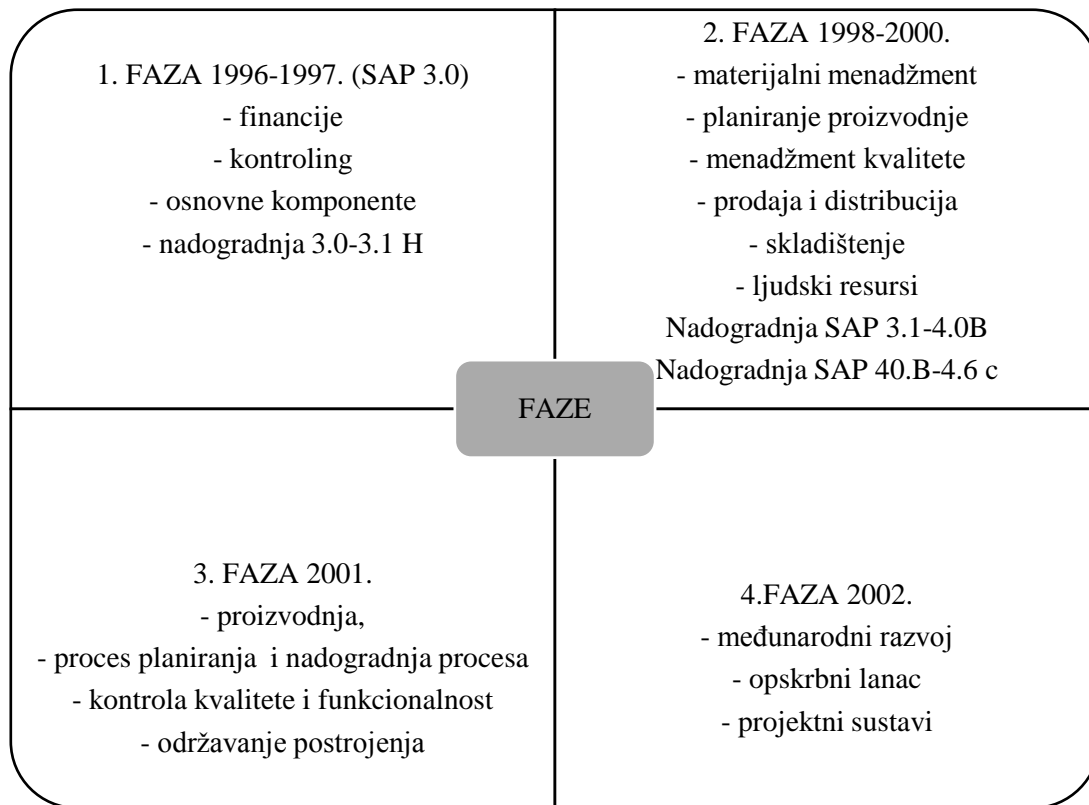 1. FAZA 1996-1997. (SAP 3.0)
- financije
- kontroling
- osnovne komponente
- nadogradnja 3.0-3.1 H
2. FAZA 1998-2000.
- materijalni menadžment
- planiranje proizvodnje
- menadžment kvalitete
- prodaja i distribucija
- skladištenje
- ljudski resursi
Nadogradnja SAP 3.1-4.0B
Nadogradnja SAP 40.B-4.6 c
FAZE
3. FAZA 2001.
- proizvodnja,
- proces planiranja  i nadogradnja procesa
- kontrola kvalitete i funkcionalnost
- održavanje postrojenja
4.FAZA 2002.
- međunarodni razvoj
- opskrbni lanac
- projektni sustavi